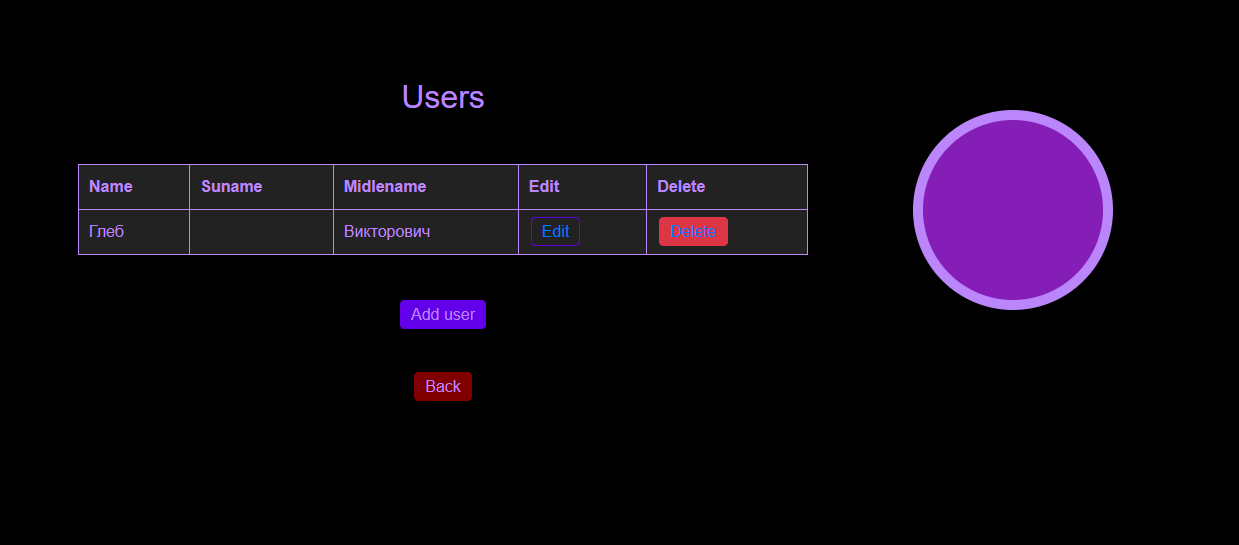 Users
Name Suname Midlename Edit Delete
Глеб Викторович Edit Delete
Add user
Back